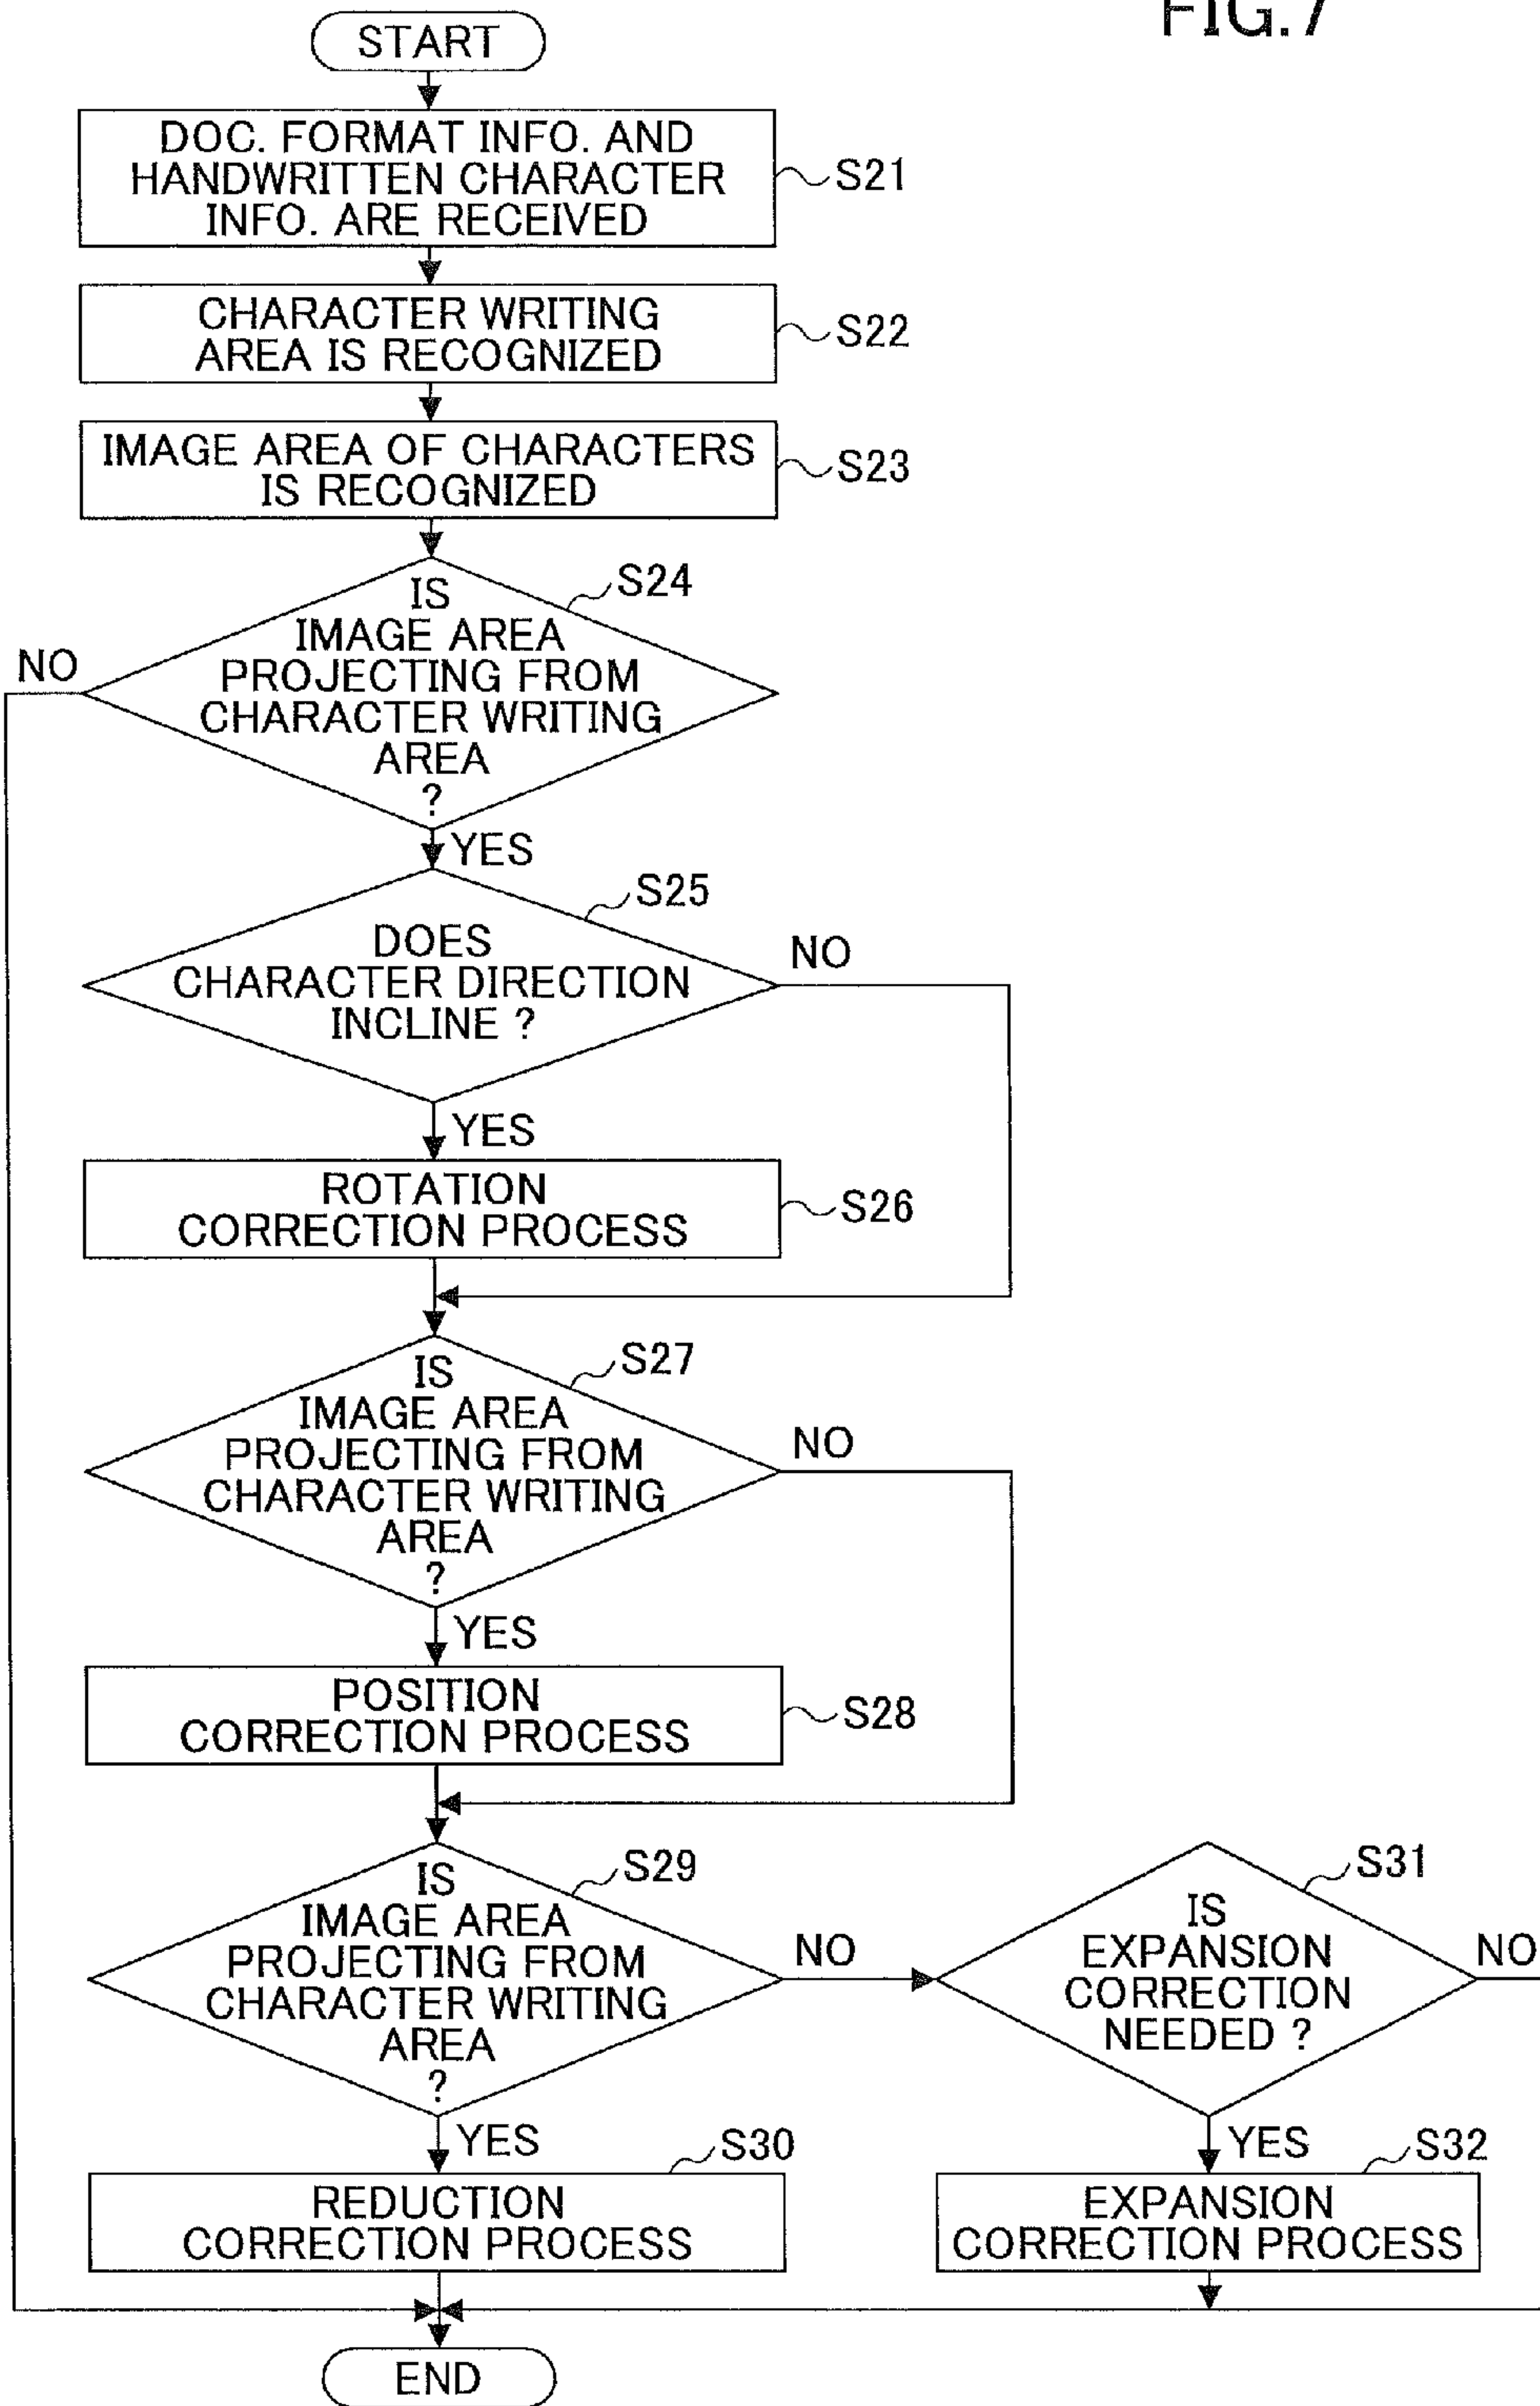 FIG.7
START
DOC. FORMAT INFO. AND
HANDWRITTEN CHARACTER
INFO. ARE RECEIVED
S21
CHARACTER WRITING
AREA IS RECOGNIZED
S22
IMAGE AREA OF CHARACTERS
IS RECOGNIZED
S23
S24
IS
IMAGE AREA
PROJECTING FROM
CHARACTER WRITING
AREA
?
NO
YES
S25
DOES
CHARACTER DIRECTION
INCLINE ?
NO
YES
ROTATION
CORRECTION PROCESS
S26
S27
IS
IMAGE AREA
PROJECTING FROM
CHARACTER WRITING
AREA
?
NO
YES
POSITION
CORRECTION PROCESS
S28
S29
IS
IMAGE AREA
PROJECTING FROM
CHARACTER WRITING
AREA
?
NO
S31
IS
EXPANSION
CORRECTION
NEEDED ?
NO
YES
S30
REDUCTION
CORRECTION PROCESS
YES
S32
EXPANSION
CORRECTION PROCESS
END